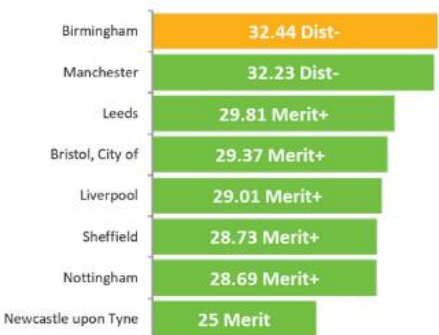 Birmingham 32.44 Dist-
Manchester 32.23 Dist-
Leeds 29.81 Merit+
Bristol, City of 29.37 Merit+
Liverpool 29.01 Merit+
Sheffield 28.73 Merit+
Nottingham 28.69 Merit+
Newcastle upon Tyne 25 Merit